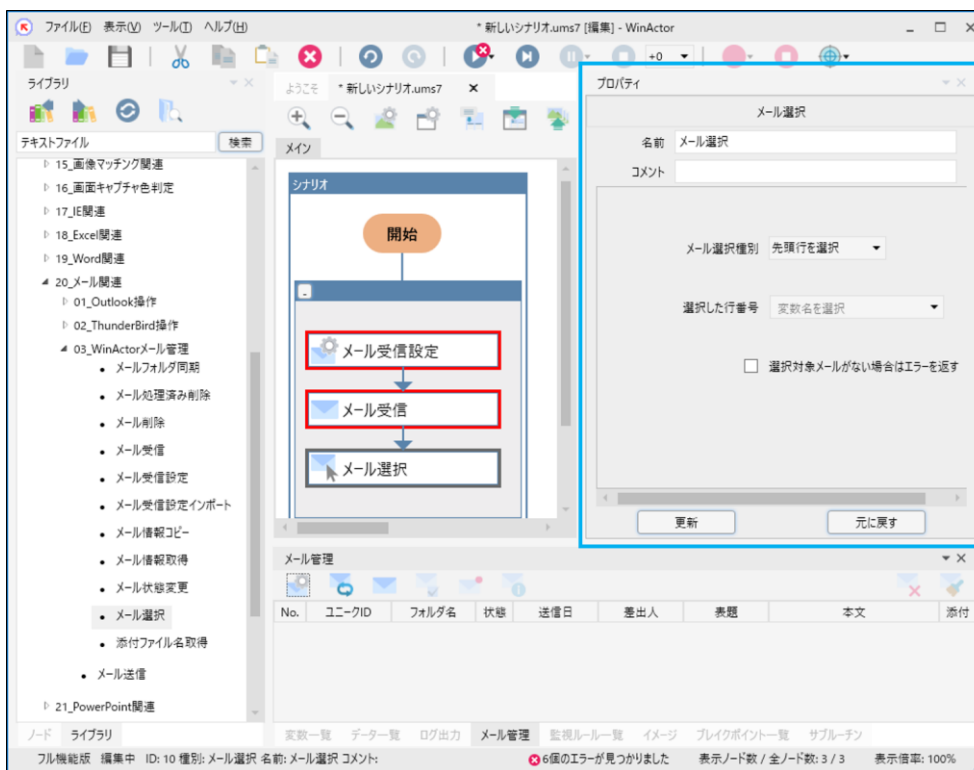 ファイル(F) 表示(V) ツール(T) ヘルプ(H)
* 新しいシナリオ.ums7 [編集] - WinActor
+0
ライブラリ
テキストファイル
検索
15_画像マッチング関連
16_画面キャプチャ色判定
17_IE関連
18_Excel関連
19_Word関連
20_メール関連
01_Outlook操作
02_ThunderBird操作
03_WinActorメール管理
メールフォルダ同期
メール処理済み削除
メール削除
メール受信
メール受信設定
メール受信設定インポート
メール情報コピー
メール情報取得
メール状態変更
メール選択
添付ファイル名取得
メール送信
21_PowerPoint関連
ノード ライブラリ
ようこそ * 新しいシナリオ.ums7
メイン
シナリオ
開始
メール受信設定
メール受信
メール選択
プロパティ
メール選択
名前 メール選択
コメント
メール選択種別 先頭行を選択
選択した行番号 変数名を選択
選択対象メールがない場合はエラーを返す
更新 元に戻す
メール管理
No. ユニークID フォルダ名 状態 送信日 差出人 表題 本文 添付
変数一覧 データ一覧 ログ出力 メール管理 監視ルール一覧 イメージ ブレイクポイント一覧 サブルーチン
フル機能版 編集中 ID: 10 種別: メール選択 名前: メール選択 コメント:
6個のエラーが見つかりました 表示ノード数 / 全ノード数: 3 / 3 表示倍率: 100%